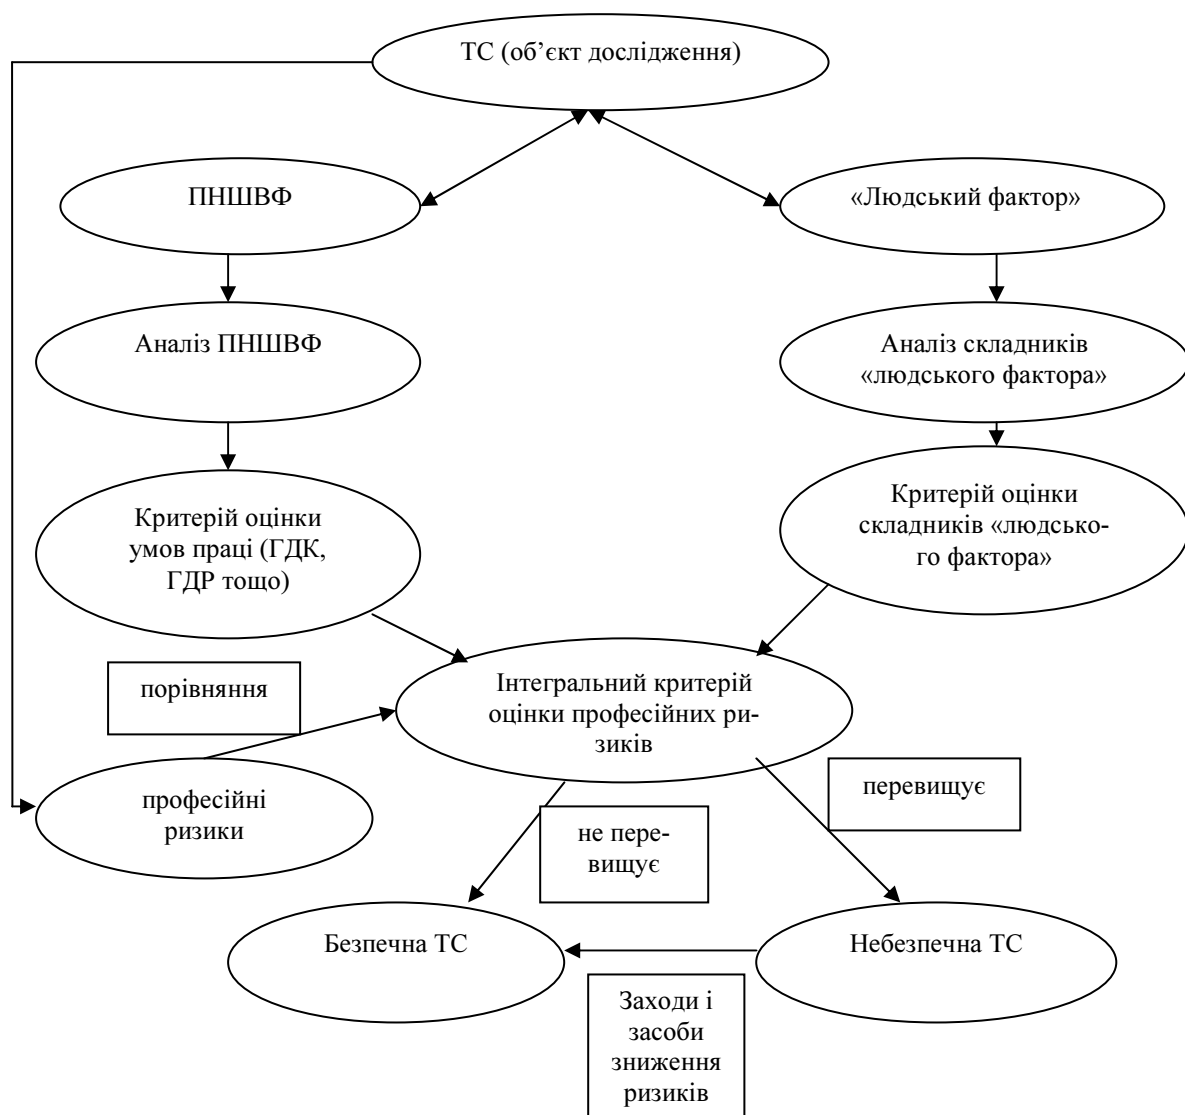 ТС (об’єкт дослідження)
ПНШВФ
«Людський фактор»
Аналіз ПНШВФ
Аналіз складників
«людського фактора»
Критерій оцінки
умов праці (ГДК,
ГДР тощо)
Критерій оцінки
складників «людсько-
го фактора»
порівняння
Інтегральний критерій
оцінки професійних ри-
зиків
професійні
ризики
не пере-
вищує
перевищує
Безпечна ТС
Небезпечна ТС
Заходи і
засоби
зниження
ризиків